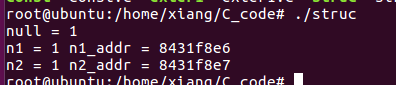 root@ubuntu:/home/xiang/C_code# ./struc
null = 1
n1 = 1 n1_addr = 8431f8e6
n2 = 1 n2_addr = 8431f8e7
root@ubuntu:/home/xiang/C_code#